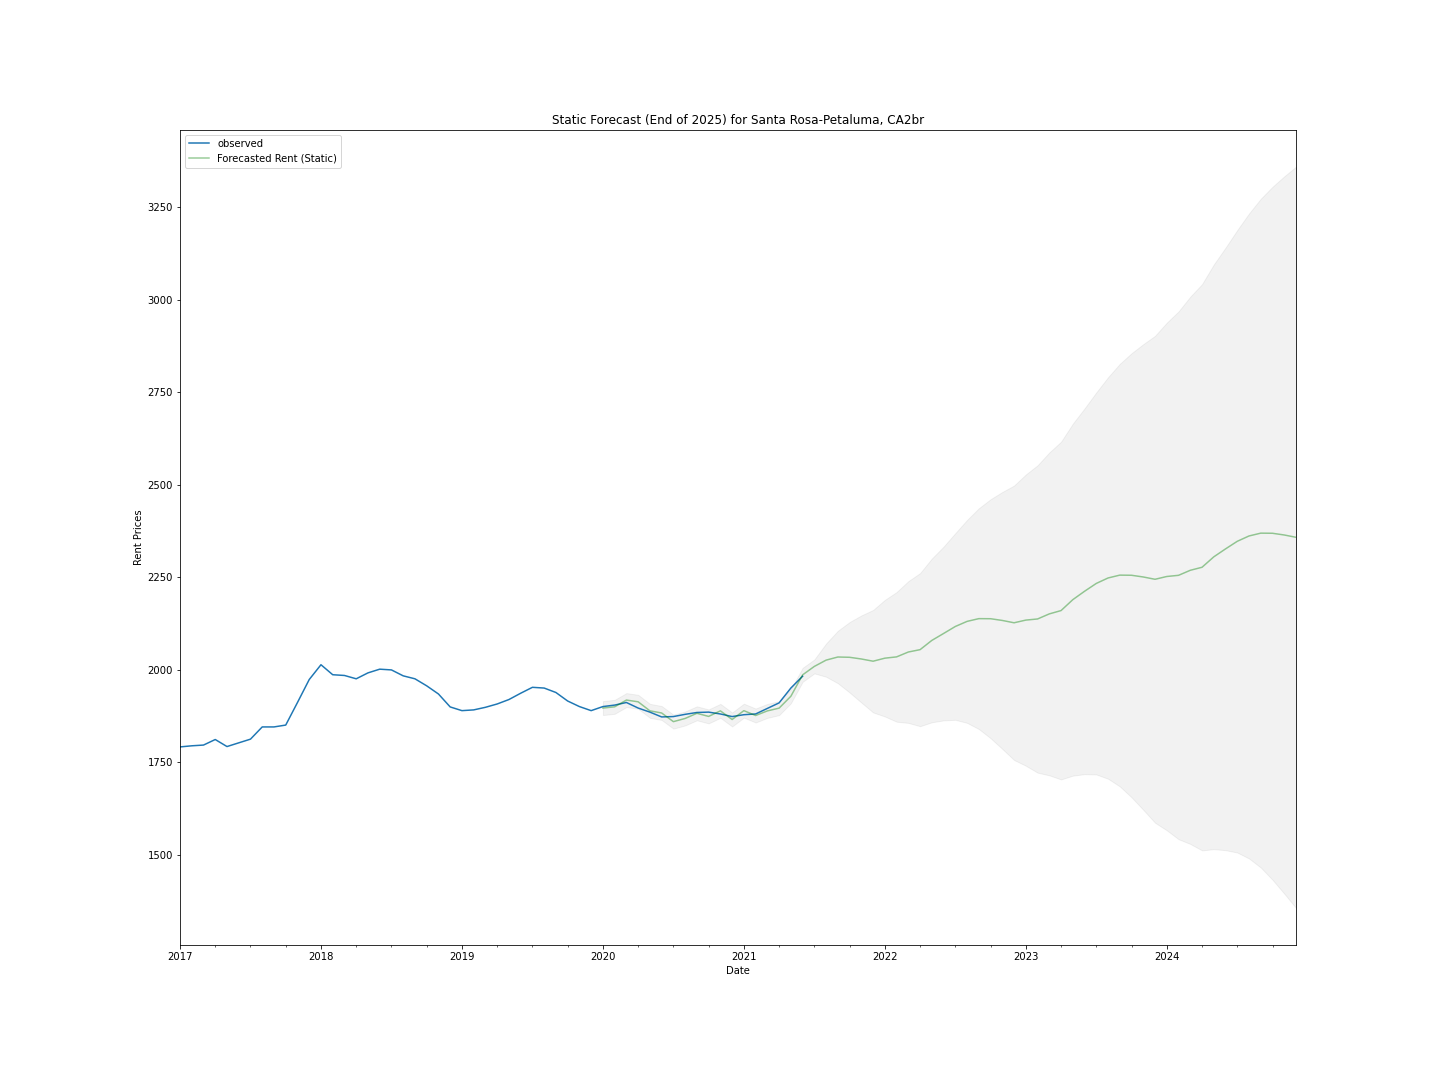 Static Forecast (End of 2025) for Santa Rosa-Petaluma, CA2br
observed
Forecasted Rent (Static)
3250
3000
2750
2500
2250
2000
1750
1500
Rent Prices
2017 2018 2019 2020 2021 2022 2023 2024
Date